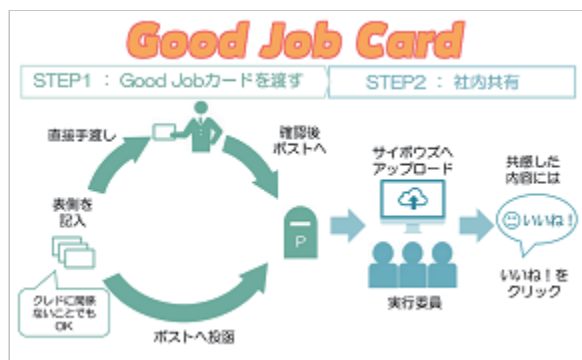 Good Job Card
STEP1 : Good Jobカードを渡す
STEP2 : 社内共有
直接手渡し
確認後
ポストへ
表側を
記入
クレドに関係
ないことでも
OK
ポストへ投函
P
サイボウズへ
アップロード
実行委員
共感した
内容には
いいね!
いいね!を
クリック